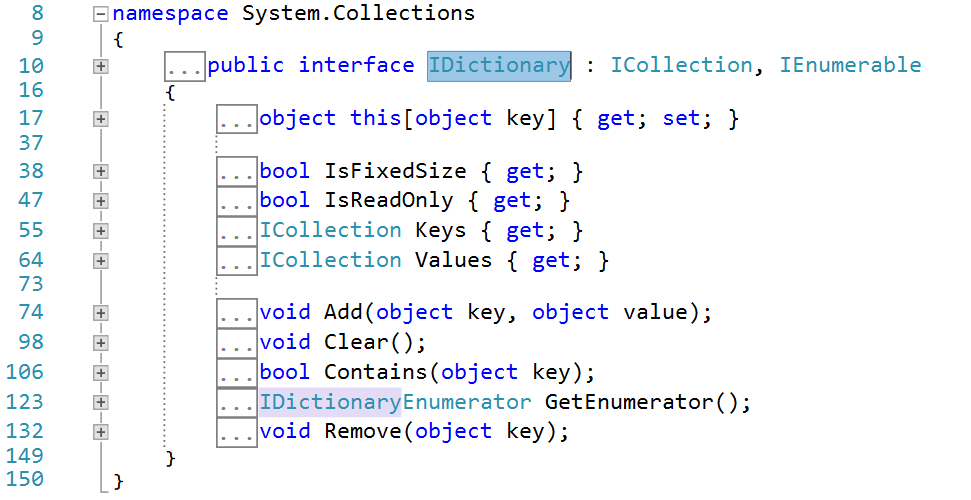 8 namespace System.Collections
9 {
10 ...public interface IDictionary : ICollection, IEnumerable
16 {
17 ...object this[object key] { get; set; }
37
38 ...bool IsFixedSize { get; }
47 ...bool IsReadOnly { get; }
55 ...ICollection Keys { get; }
64 ...ICollection Values { get; }
73
74 ...void Add(object key, object value);
98 ...void Clear();
106 ...bool Contains(object key);
123 ...IDictionaryEnumerator GetEnumerator();
132 ...void Remove(object key);
149 }
150 }